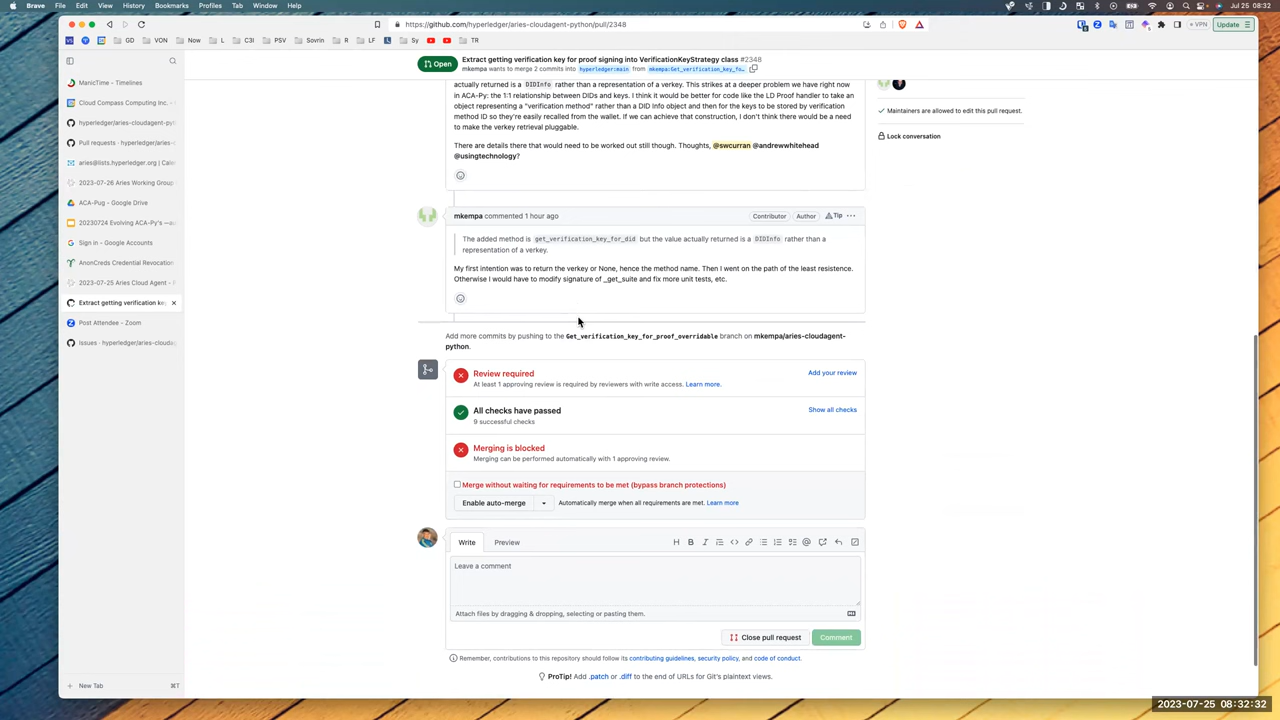 Brave File Edit View History Bookmarks Profiles Tab Window Help
Jul 25 08:32
https://github.com/hyperledger/aries-cloudagent-python/pull/2348
VPN
Update
GD VON Now L C3I PSV Sovrin R LF Sy TR
ManicTime - Timelines
Cloud Compass Computing Inc. -
hyperledger/aries-cloudagent-pyt
Pull requests · hyperledger/aries-c
aries@lists.hyperledger.org | Cale
2023-07-26 Aries Working Group
ACA-Pug - Google Drive
20230724 Evolving ACA-Py's —o
Sign in - Google Accounts
AnonCreds Credential Revocation
2023-07-25 Aries Cloud Agent - P
Extract getting verification ke
Post Attendee - Zoom
Issues · hyperledger/aries-clouda
New Tab
⌘T
Open
Extract getting verification key for proof signing into VerificationKeyStrategy class #2348
mkempa wants to merge 2 commits into hyperledger:main from mkempa:Get_verification_key_fo…
actually returned is a DIDInfo rather than a representation of a verkey. This strikes at a deeper problem we have right now
in ACA-Py: the 1:1 relationship between DIDs and keys. I think it would be better for code like the LD Proof handler to take an
object representing a "verification method" rather than a DID Info object and then for the keys to be stored by verification
method ID so they're easily recalled from the wallet. If we can achieve that construction, I don't think there would be a need
to make the verkey retrieval pluggable.
There are details there that would need to be worked out still though. Thoughts, @swcurran @andrewwhitehead
@usingtechnology?
Maintainers are allowed to edit this pull request.
Lock conversation
mkempa commented 1 hour ago
Contributor Author Tip ···
The added method is get_verification_key_for_did but the value actually returned is a DIDInfo rather than a
representation of a verkey.
My first intention was to return the verkey or None, hence the method name. Then I went on the path of the least resistence.
Otherwise I would have to modify signature of _get_suite and fix more unit tests, etc.
Add more commits by pushing to the Get_verification_key_for_proof_overridable branch on mkempa/aries-cloudagent-
python.
Review required
Add your review
At least 1 approving review is required by reviewers with write access. Learn more.
All checks have passed
Show all checks
9 successful checks
Merging is blocked
Merging can be performed automatically with 1 approving review.
Merge without waiting for requirements to be met (bypass branch protections)
Enable auto-merge
Automatically merge when all requirements are met. Learn more
Write Preview
Leave a comment
Attach files by dragging & dropping, selecting or pasting them.
Close pull request
Comment
Remember, contributions to this repository should follow its contributing guidelines, security policy, and code of conduct.
ProTip! Add .patch or .diff to the end of URLs for Git's plaintext views.
2023-07-25 08:32:32